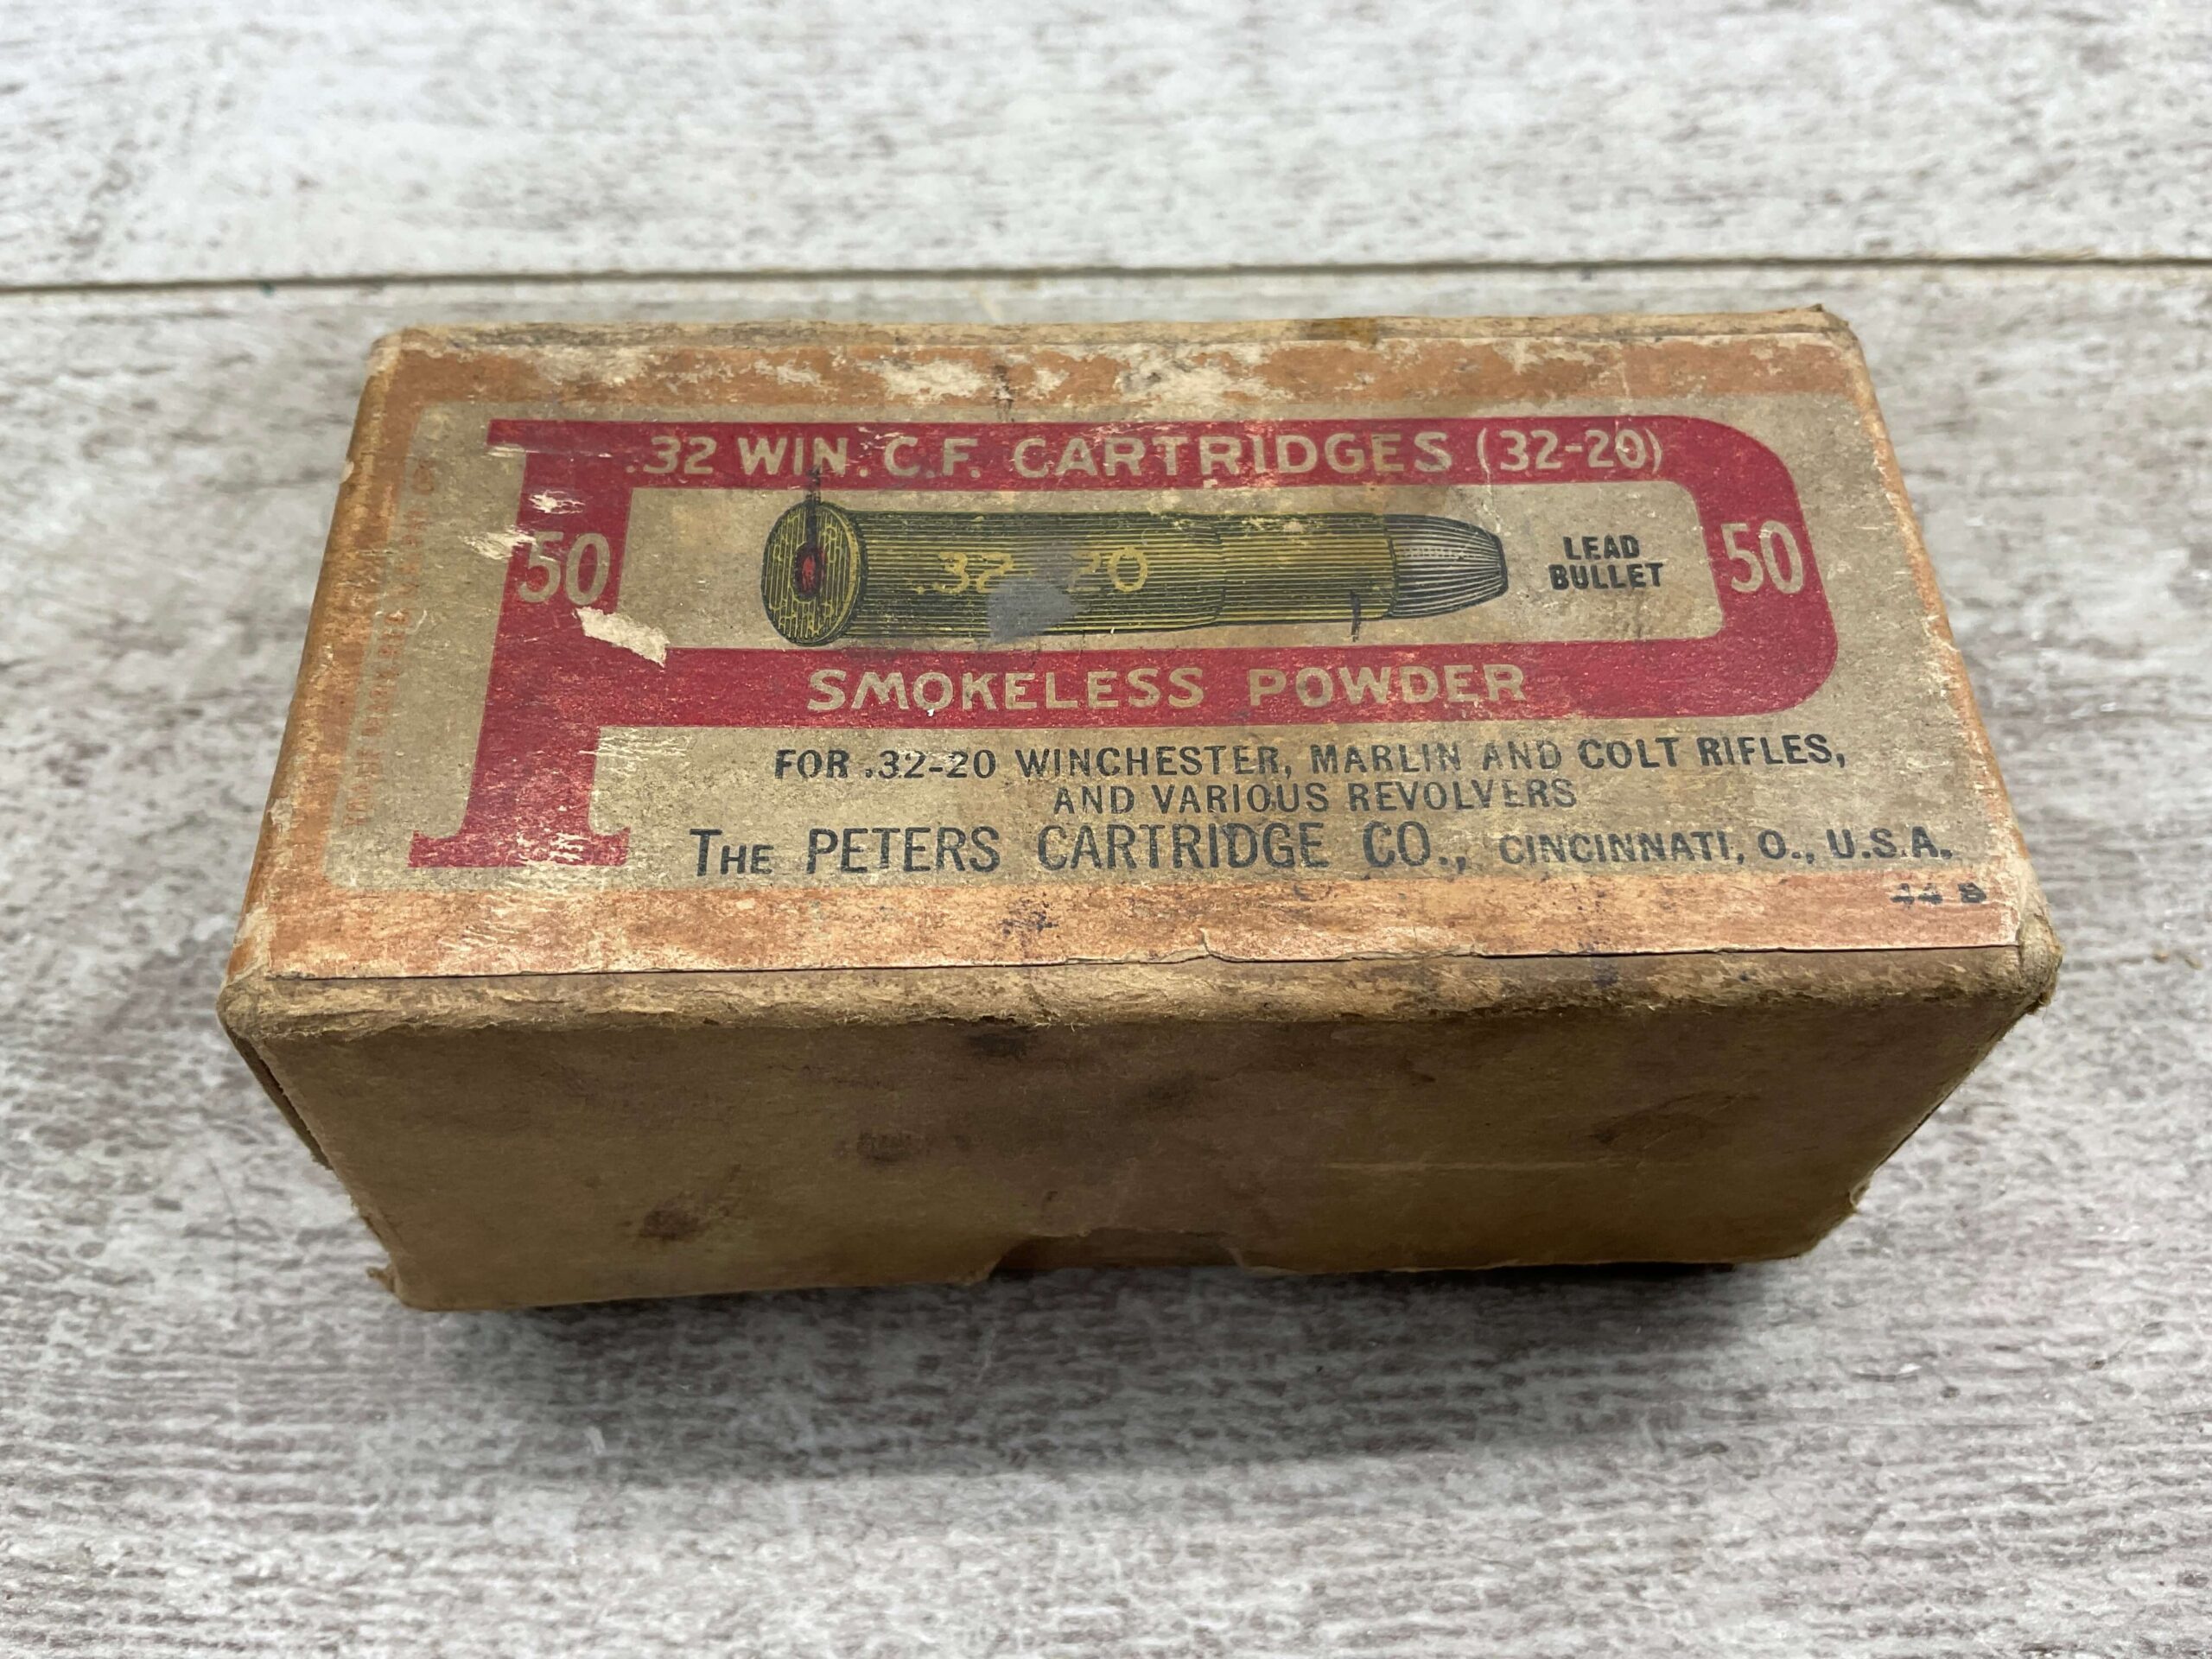 .32 WIN. C.F. CARTRIDGES (32-20)
50
.32-20
LEAD
BULLET
50
SMOKELESS POWDER
FOR .32-20 WINCHESTER, MARLIN AND COLT RIFLES,
AND VARIOUS REVOLVERS
THE PETERS CARTRIDGE CO., CINCINNATI, O., U.S.A.
44 B